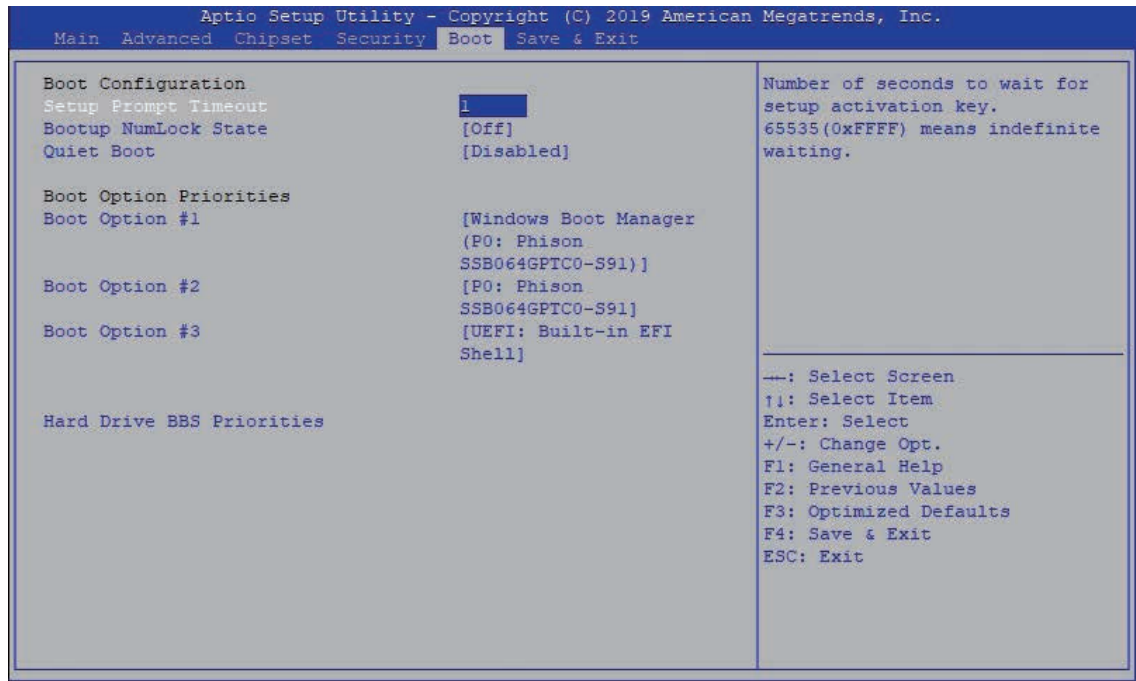 Aptio Setup Utility - Copyright (C) 2019 American Megatrends, Inc.
Main Advanced Chipset Security Boot Save & Exit
Boot Configuration
Setup Prompt Timeout 1
Bootup NumLock State [Off]
Quiet Boot [Disabled]
Boot Option Priorities
Boot Option #1 [Windows Boot Manager
(P0: Phison
SSB064GPTC0-S91)]
Boot Option #2 [P0: Phison
SSB064GPTC0-S91]
Boot Option #3 [UEFI: Built-in EFI
Shell]
Hard Drive BBS Priorities
Number of seconds to wait for
setup activation key.
65535(0xFFFF) means indefinite
waiting.
→←: Select Screen
↑↓: Select Item
Enter: Select
+/-: Change Opt.
F1: General Help
F2: Previous Values
F3: Optimized Defaults
F4: Save & Exit
ESC: Exit